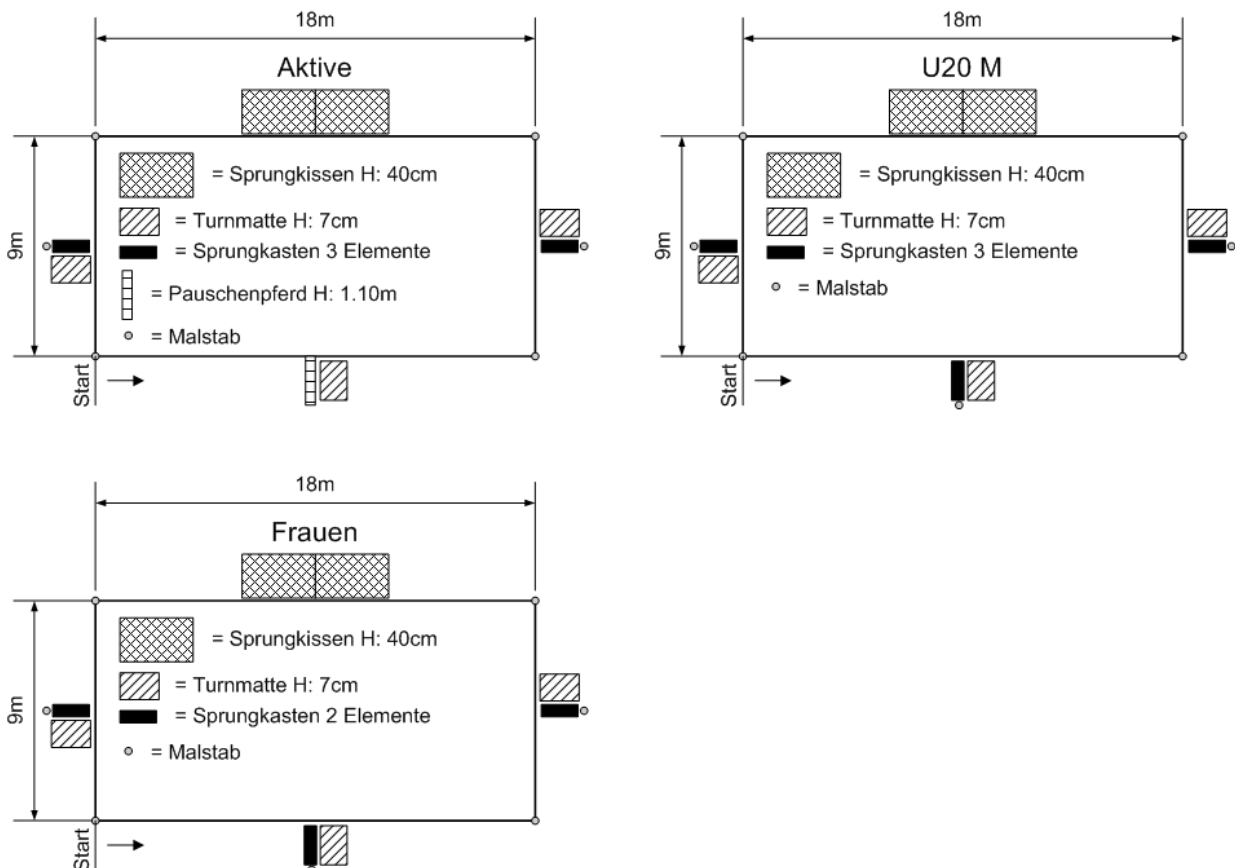 18m
Aktive
9m
= Sprungkissen H: 40cm
= Turnmatte H: 7cm
= Sprungkasten 3 Elemente
= Pauschenpferd H: 1.10m
= Malstab
Start
18m
U20 M
9m
= Sprungkissen H: 40cm
= Turnmatte H: 7cm
= Sprungkasten 3 Elemente
= Malstab
Start
18m
Frauen
9m
= Sprungkissen H: 40cm
= Turnmatte H: 7cm
= Sprungkasten 2 Elemente
= Malstab
Start